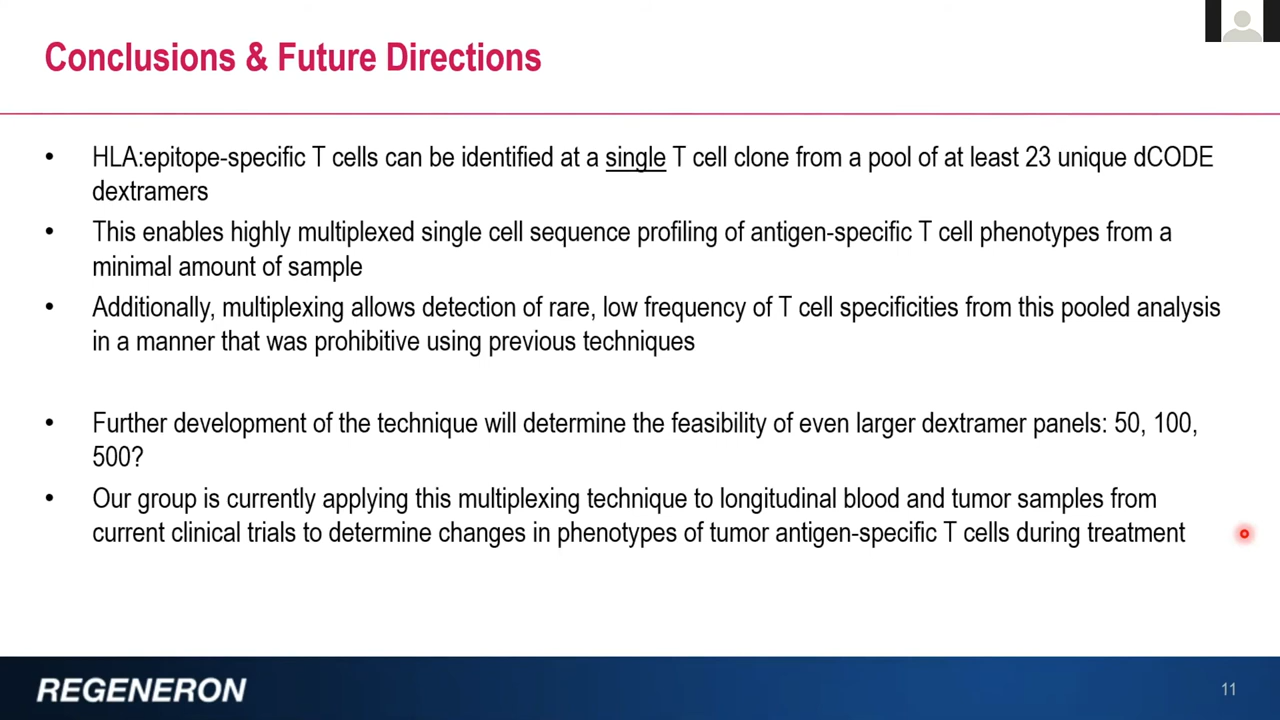 Conclusions & Future Directions
• HLA:epitope-specific T cells can be identified at a single T cell clone from a pool of at least 23 unique dCODE
dextramers
• This enables highly multiplexed single cell sequence profiling of antigen-specific T cell phenotypes from a
minimal amount of sample
• Additionally, multiplexing allows detection of rare, low frequency of T cell specificities from this pooled analysis
in a manner that was prohibitive using previous techniques
• Further development of the technique will determine the feasibility of even larger dextramer panels: 50, 100,
500?
• Our group is currently applying this multiplexing technique to longitudinal blood and tumor samples from
current clinical trials to determine changes in phenotypes of tumor antigen-specific T cells during treatment
REGENERON
11